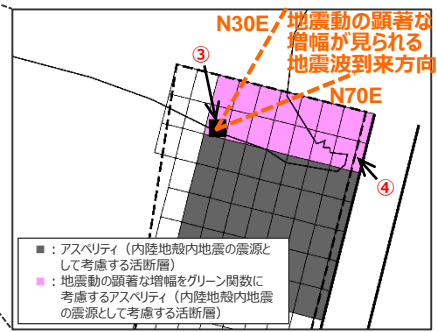 N30E
地震動の顕著な
増幅が見られる
地震波到来方向
N70E
③
④
■：アスペリティ（内陸地殻内地震の震源と
して考慮する活断層）
■：地震動の顕著な増幅をグリーン関数に
考慮するアスペリティ（内陸地殻内地震
の震源として考慮する活断層）